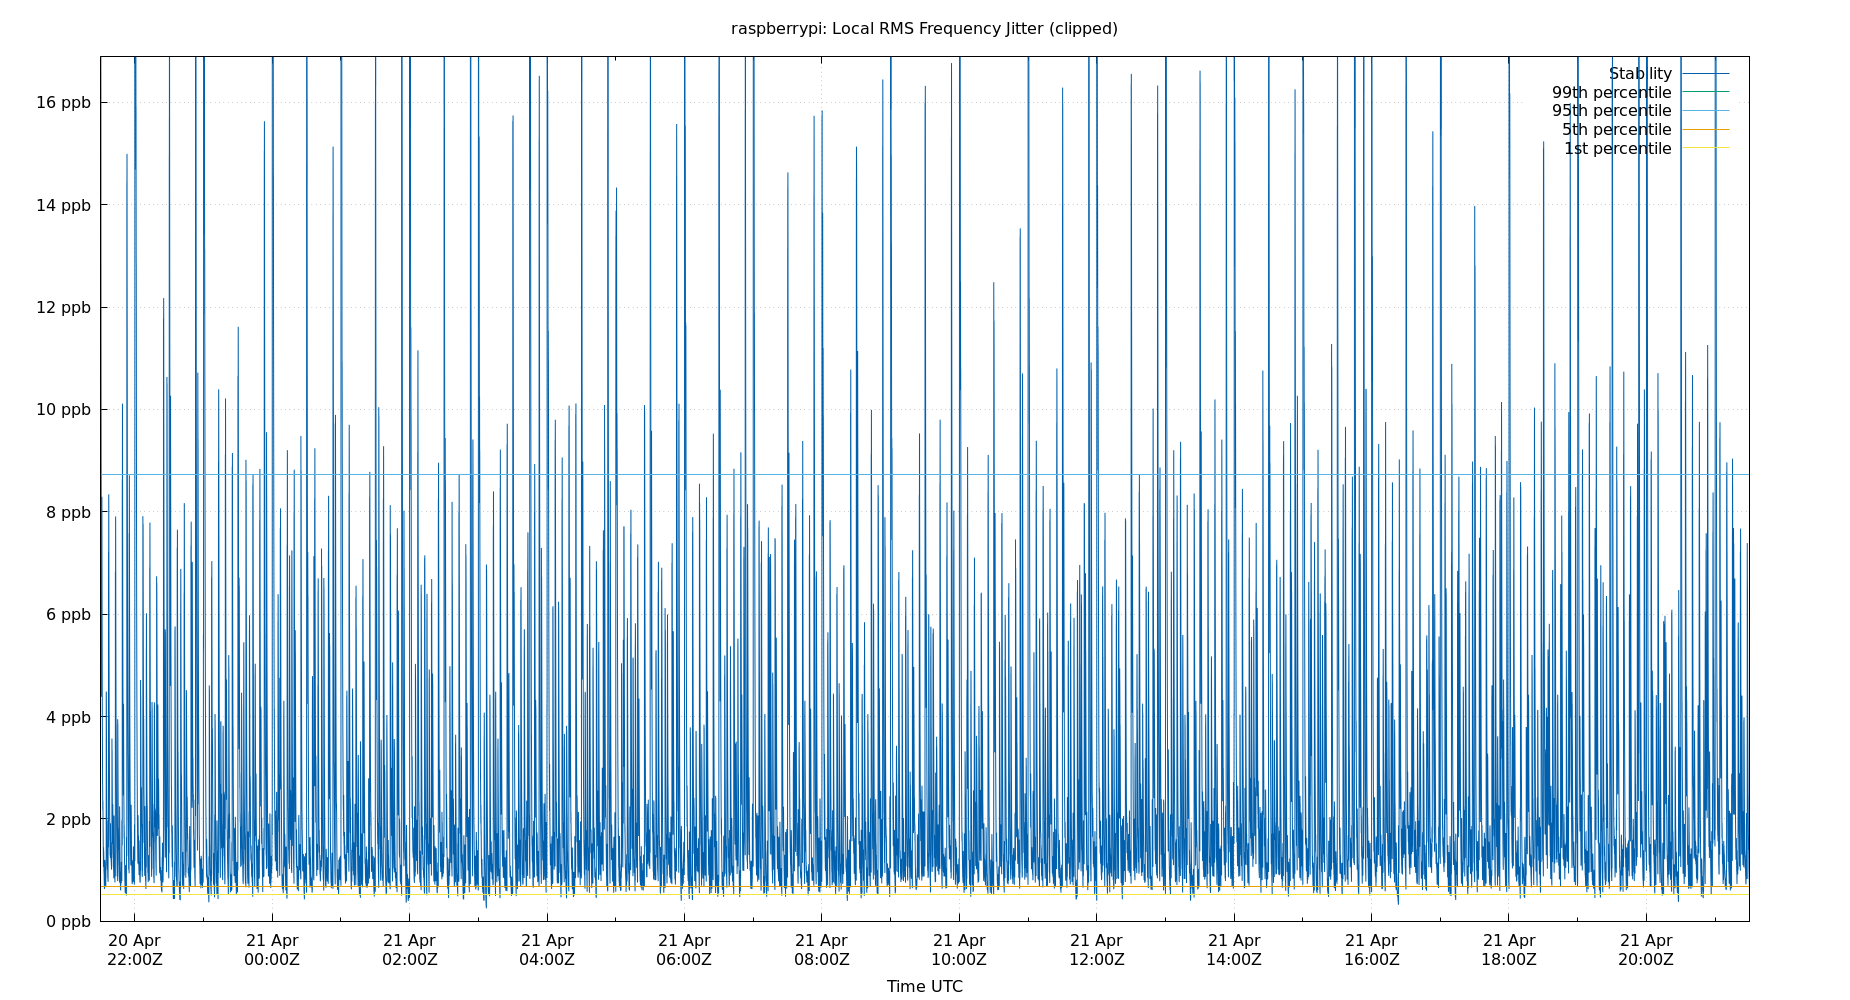 raspberrypi: Local RMS Frequency Jitter (clipped)
Stability
99th percentile
95th percentile
5th percentile
1st percentile
16 ppb
14 ppb
12 ppb
10 ppb
8 ppb
6 ppb
4 ppb
2 ppb
0 ppb
20 Apr 21 Apr 21 Apr 21 Apr 21 Apr 21 Apr 21 Apr 21 Apr 21 Apr 21 Apr 21 Apr 21 Apr
22:00Z 00:00Z 02:00Z 04:00Z 06:00Z 08:00Z 10:00Z 12:00Z 14:00Z 16:00Z 18:00Z 20:00Z
Time UTC